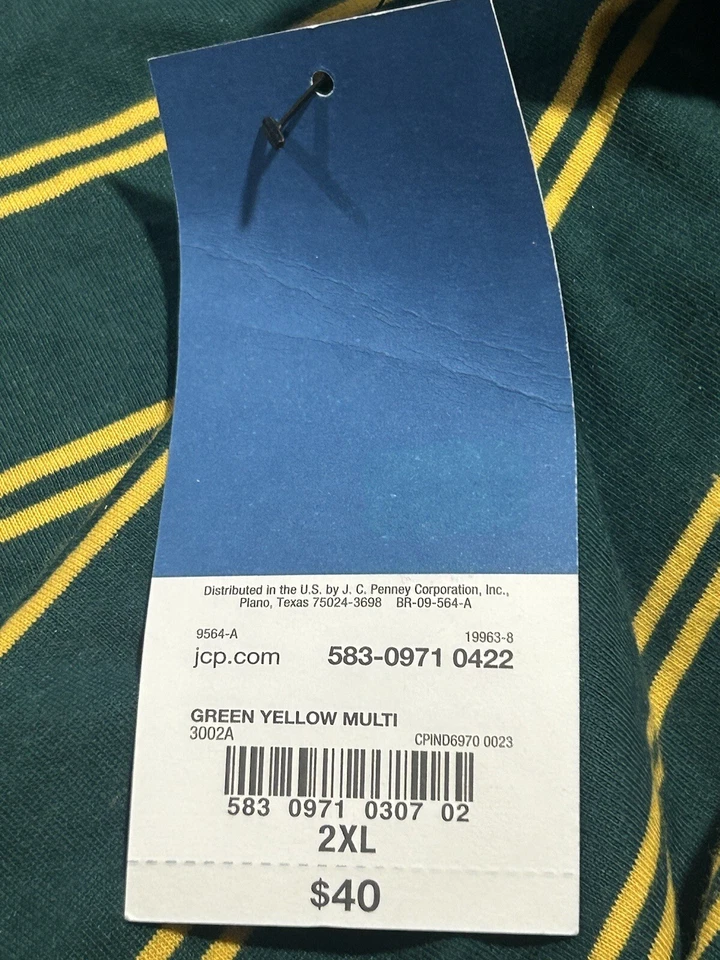 Distributed in the U.S. by J. C. Penney Corporation, Inc.,
Plano, Texas 75024-3698 BR-09-564-A
9564-A 19963-8
jcp.com 583-0971 0422
GREEN YELLOW MULTI
3002A CPIND6970 0023
583 0971 0307 02
2XL
$40